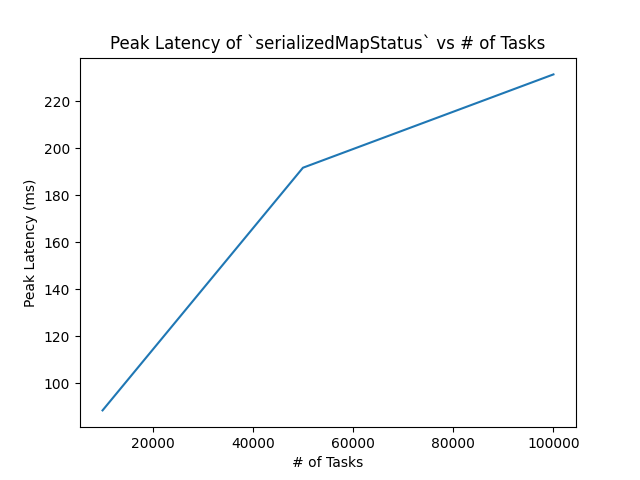 Peak Latency of `serializedMapStatus` vs # of Tasks
Peak Latency (ms)
220
200
180
160
140
120
100
20000 40000 60000 80000 100000
# of Tasks